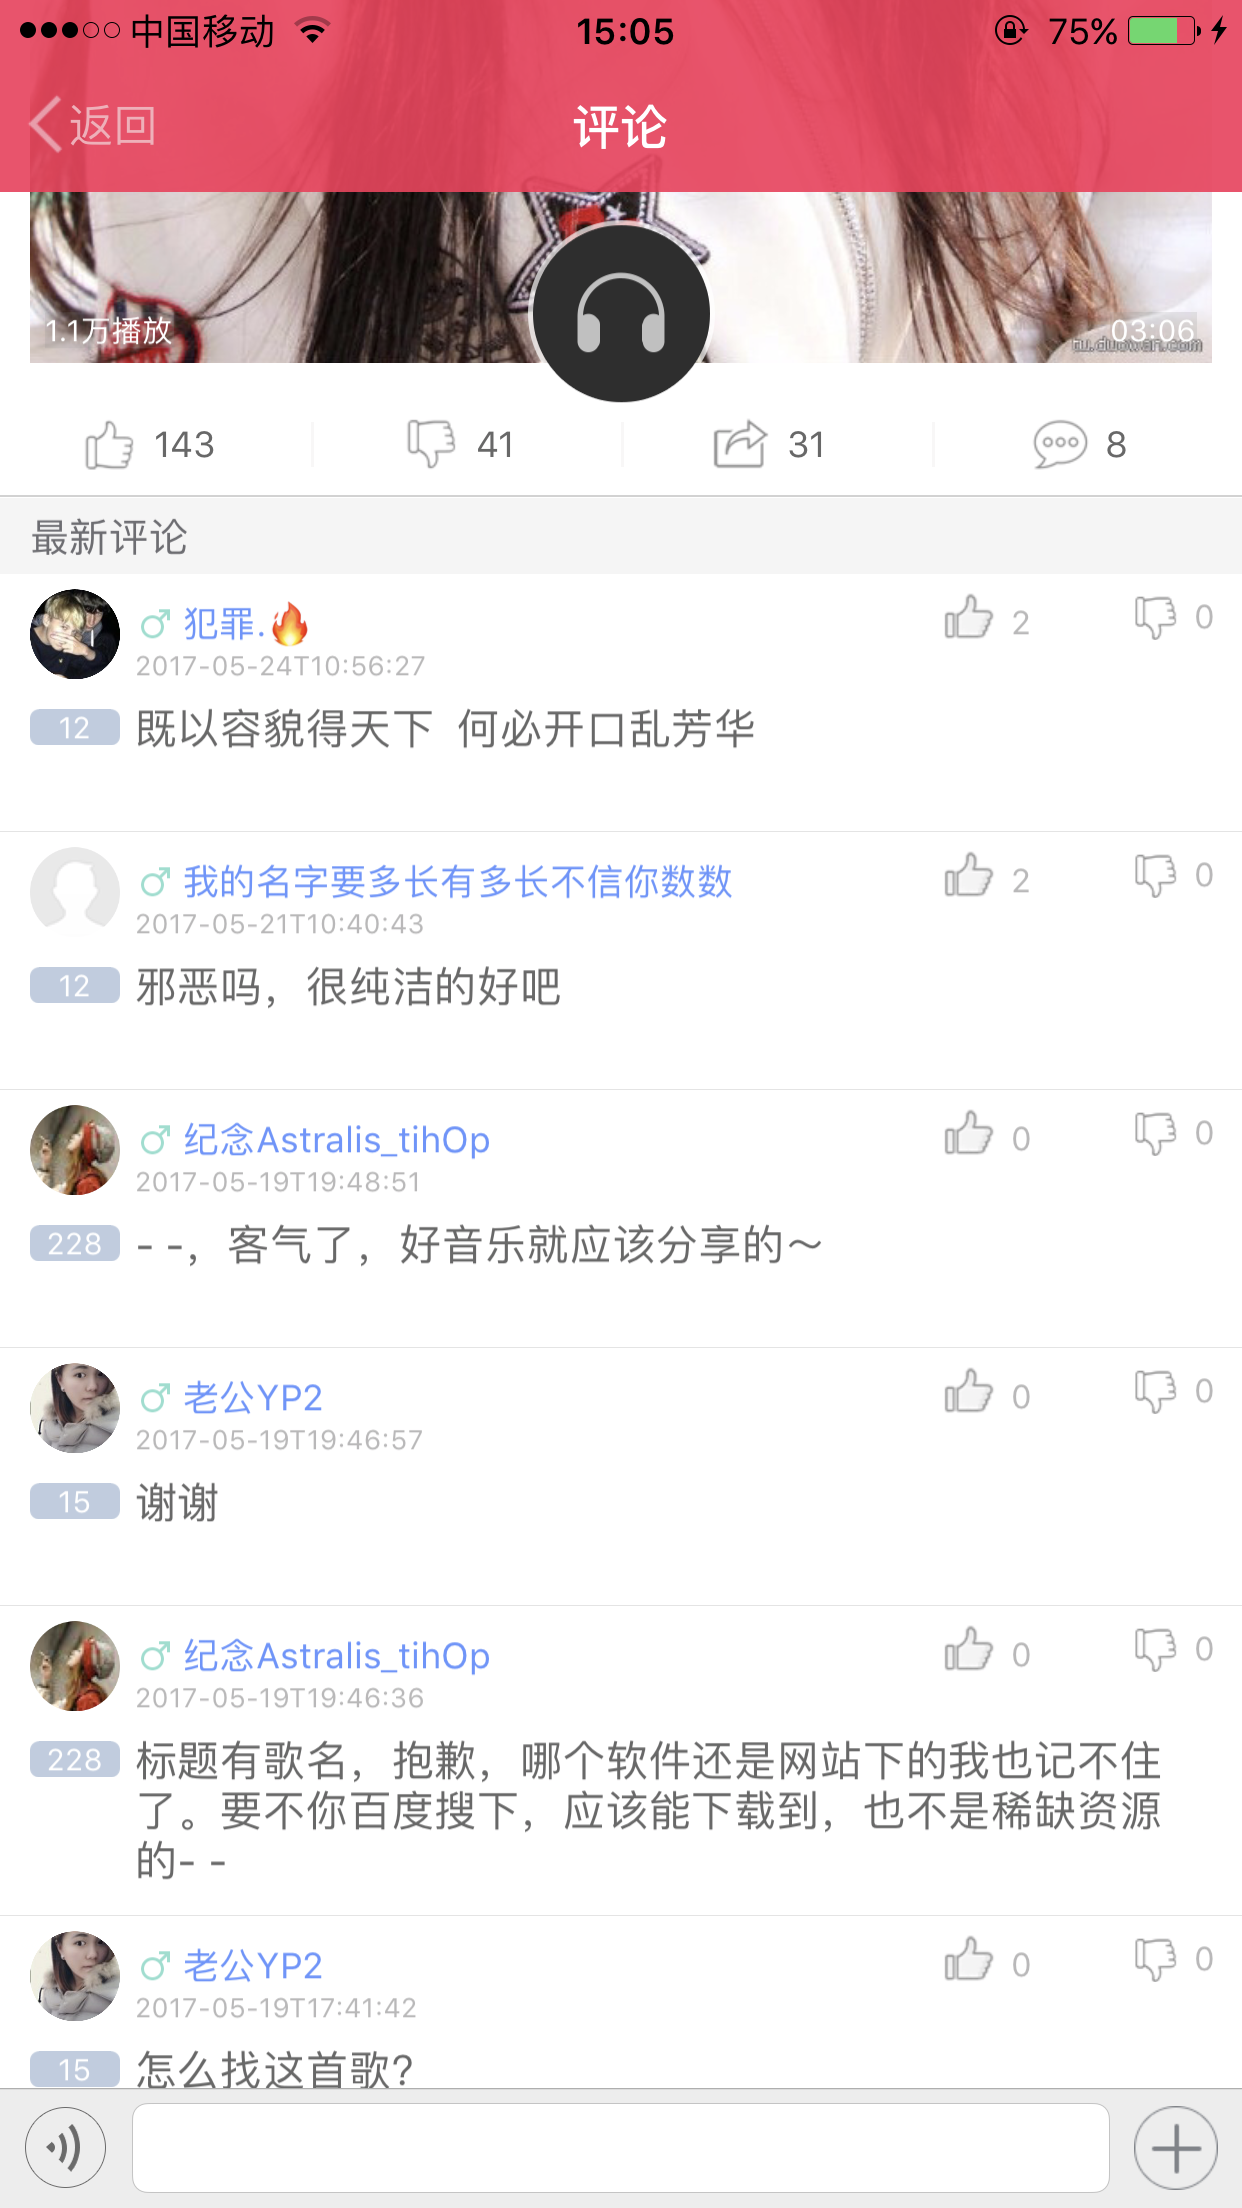 中国移动 15:05 75%
返回 评论
1.1万播放 03:06
tu.duowan.com
143 41 31 8
最新评论
犯罪.🔥 2 0
2017-05-24T10:56:27
12 既以容貌得天下 何必开口乱芳华
我的名字要多长有多长不信你数数 2 0
2017-05-21T10:40:43
12 邪恶吗，很纯洁的好吧
纪念Astralis_tihOp 0 0
2017-05-19T19:48:51
228 - -，客气了，好音乐就应该分享的～
老公YP2 0 0
2017-05-19T19:46:57
15 谢谢
纪念Astralis_tihOp 0 0
2017-05-19T19:46:36
228 标题有歌名，抱歉，哪个软件还是网站下的我也记不住
了。要不你百度搜下，应该能下载到，也不是稀缺资源
的- -
老公YP2 0 0
2017-05-19T17:41:42
15 怎么找这首歌?